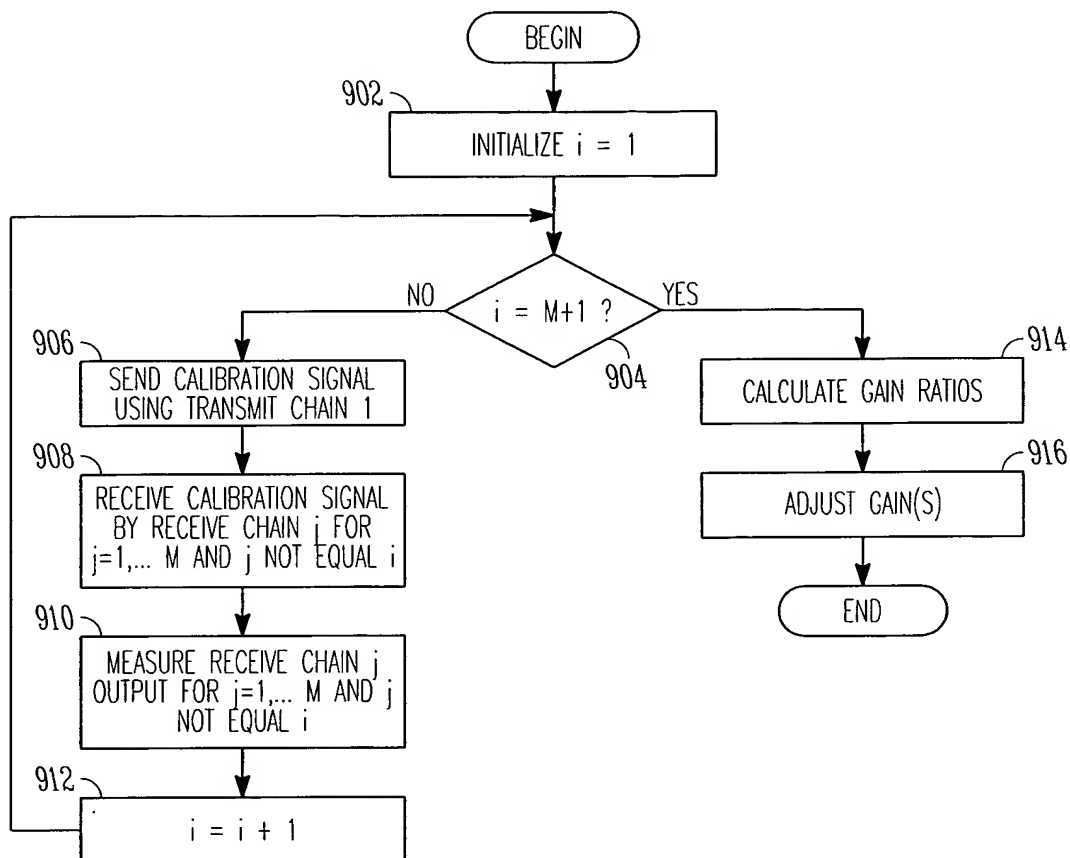 BEGIN
902
INITIALIZE i = 1
i = M+1 ?
NO
YES
904
906
SEND CALIBRATION SIGNAL
USING TRANSMIT CHAIN 1
908
RECEIVE CALIBRATION SIGNAL
BY RECEIVE CHAIN j FOR
j=1,... M AND j NOT EQUAL i
910
MEASURE RECEIVE CHAIN j
OUTPUT FOR j=1,... M AND j
NOT EQUAL i
912
i = i + 1
914
CALCULATE GAIN RATIOS
916
ADJUST GAIN(S)
END